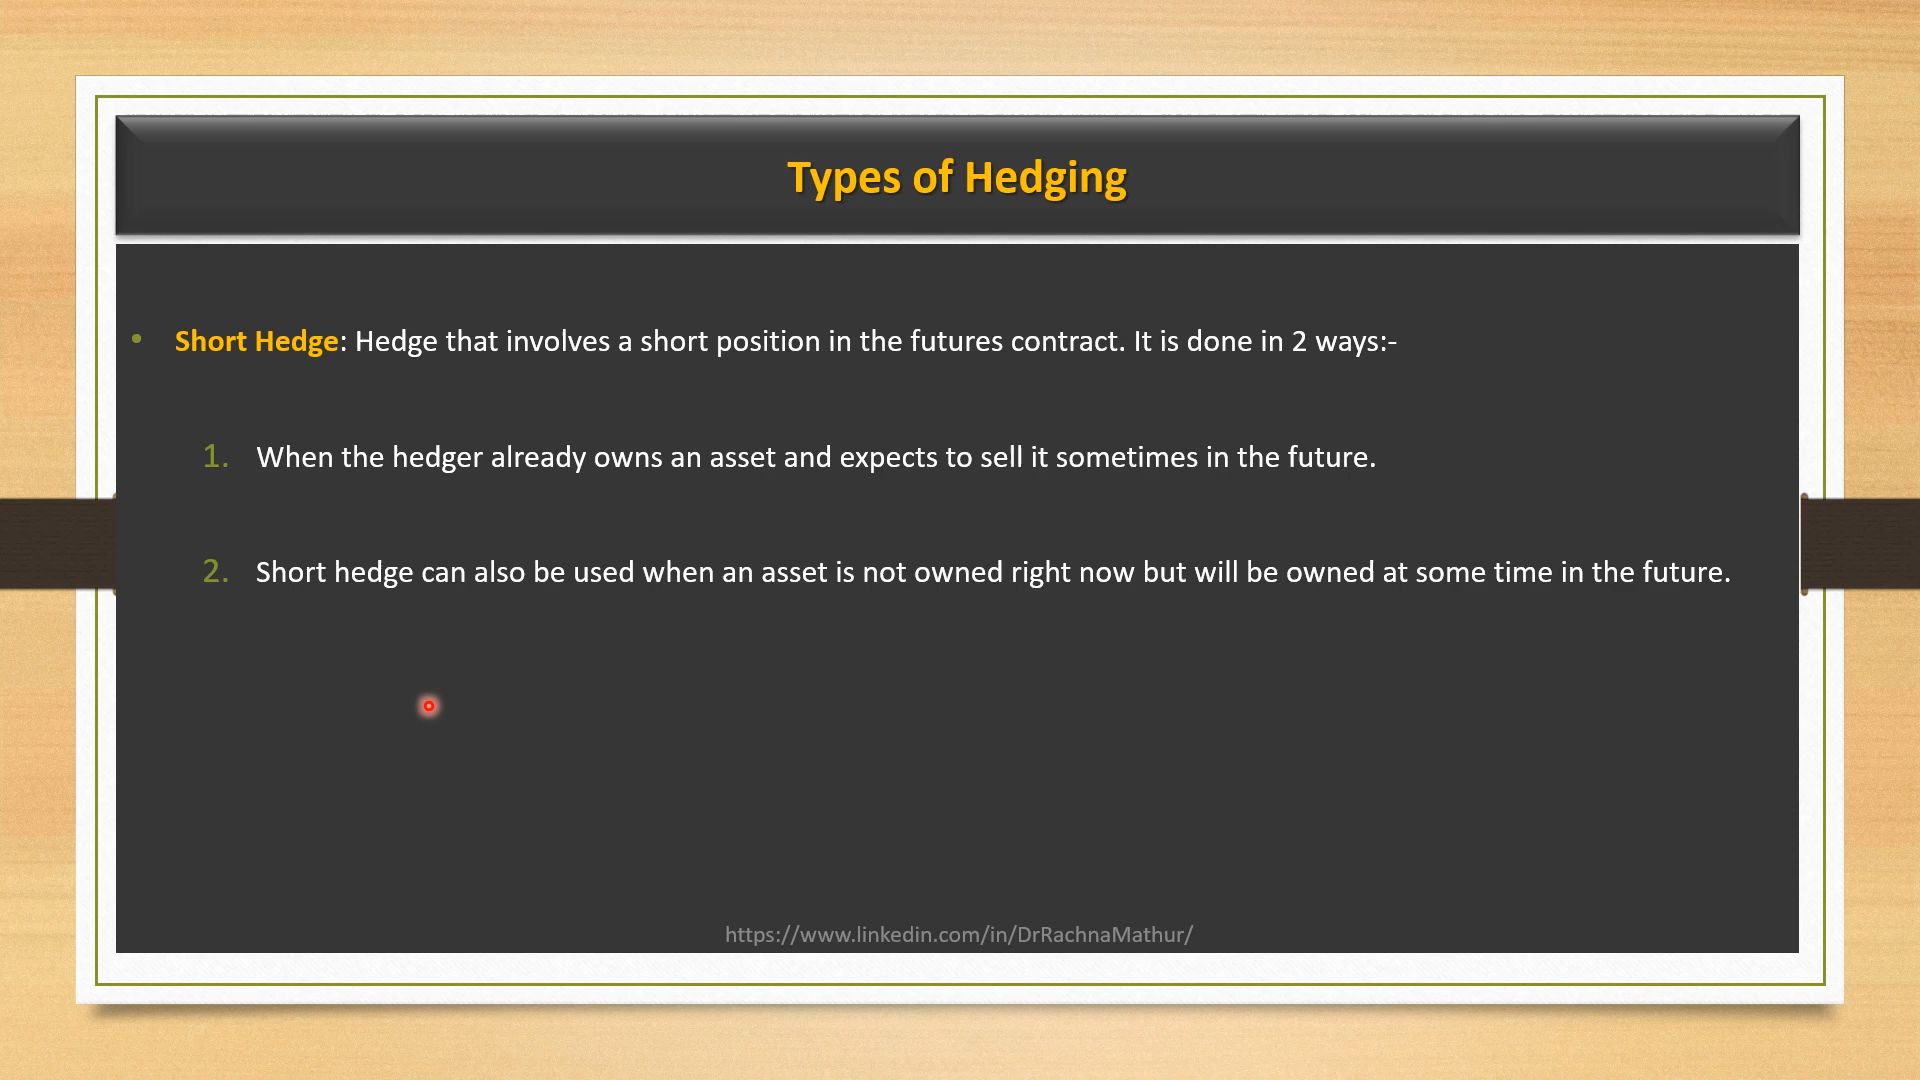 Types of Hedging
• Short Hedge: Hedge that involves a short position in the futures contract. It is done in 2 ways:-
1. When the hedger already owns an asset and expects to sell it sometimes in the future.
2. Short hedge can also be used when an asset is not owned right now but will be owned at some time in the future.
https://www.linkedin.com/in/DrRachnaMathur/